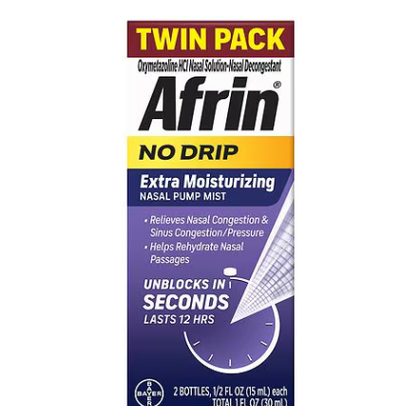 TWIN PACK
Oxymetazoline HCl Nasal Solution-Nasal Decongestant
Afrin®
NO DRIP
Extra Moisturizing
NASAL PUMP MIST
• Relieves Nasal Congestion &
Sinus Congestion/Pressure
• Helps Rehydrate Nasal
Passages
UNBLOCKS IN
SECONDS
LASTS 12 HRS
BAYER
BAYER
2 BOTTLES, 1/2 FL OZ (15 mL) each
TOTAL 1 FL OZ (30 mL)